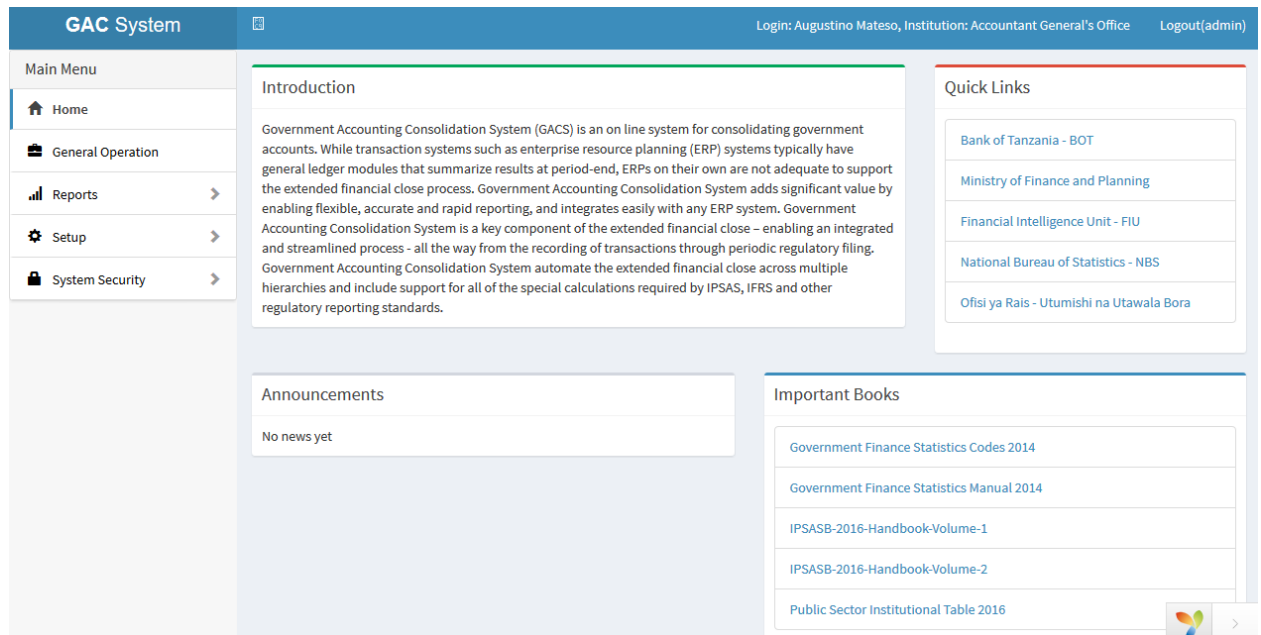 GAC System
Login: Augustino Mateso, Institution: Accountant General's Office
Logout(admin)
Main Menu
Home
General Operation
Reports
Setup
System Security
Introduction
Government Accounting Consolidation System (GACS) is an on line system for consolidating government
accounts. While transaction systems such as enterprise resource planning (ERP) systems typically have
general ledger modules that summarize results at period-end, ERPs on their own are not adequate to support
the extended financial close process. Government Accounting Consolidation System adds significant value by
enabling flexible, accurate and rapid reporting, and integrates easily with any ERP system. Government
Accounting Consolidation System is a key component of the extended financial close – enabling an integrated
and streamlined process - all the way from the recording of transactions through periodic regulatory filing.
Government Accounting Consolidation System automate the extended financial close across multiple
hierarchies and include support for all of the special calculations required by IPSAS, IFRS and other
regulatory reporting standards.
Quick Links
Bank of Tanzania - BOT
Ministry of Finance and Planning
Financial Intelligence Unit - FIU
National Bureau of Statistics - NBS
Ofisi ya Rais - Utumishi na Utawala Bora
Announcements
No news yet
Important Books
Government Finance Statistics Codes 2014
Government Finance Statistics Manual 2014
IPSASB-2016-Handbook-Volume-1
IPSASB-2016-Handbook-Volume-2
Public Sector Institutional Table 2016